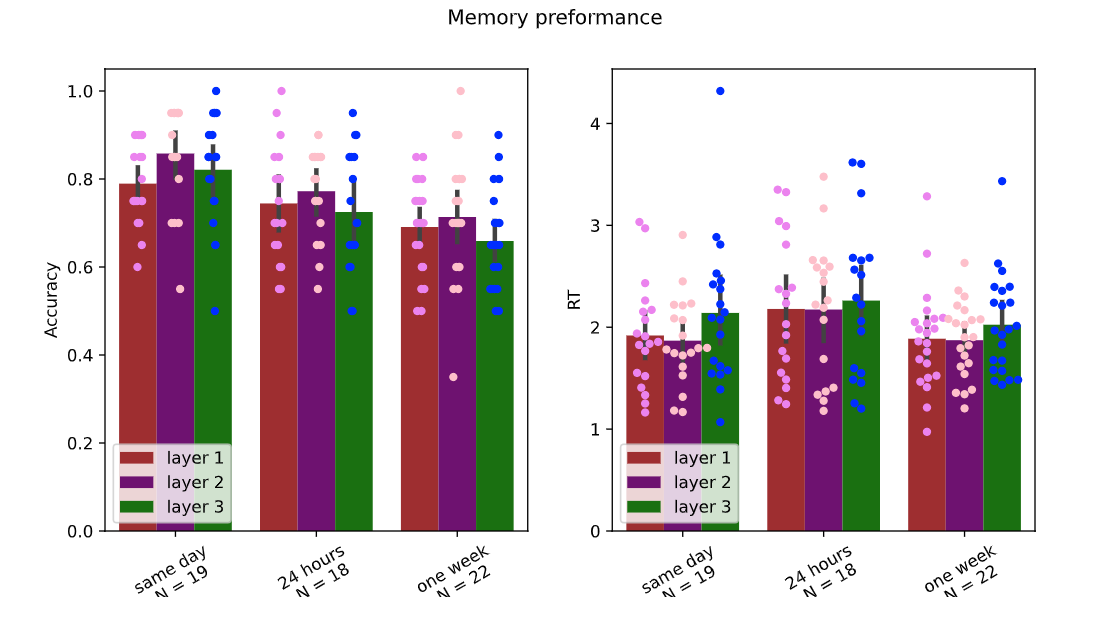 Memory preformance
Accuracy
1.0
0.8
0.6
0.4
0.2
0.0
layer 1
layer 2
layer 3
same day
N = 19
24 hours
N = 18
one week
N = 22
RT
4
3
2
1
0
layer 1
layer 2
layer 3
same day
N = 19
24 hours
N = 18
one week
N = 22